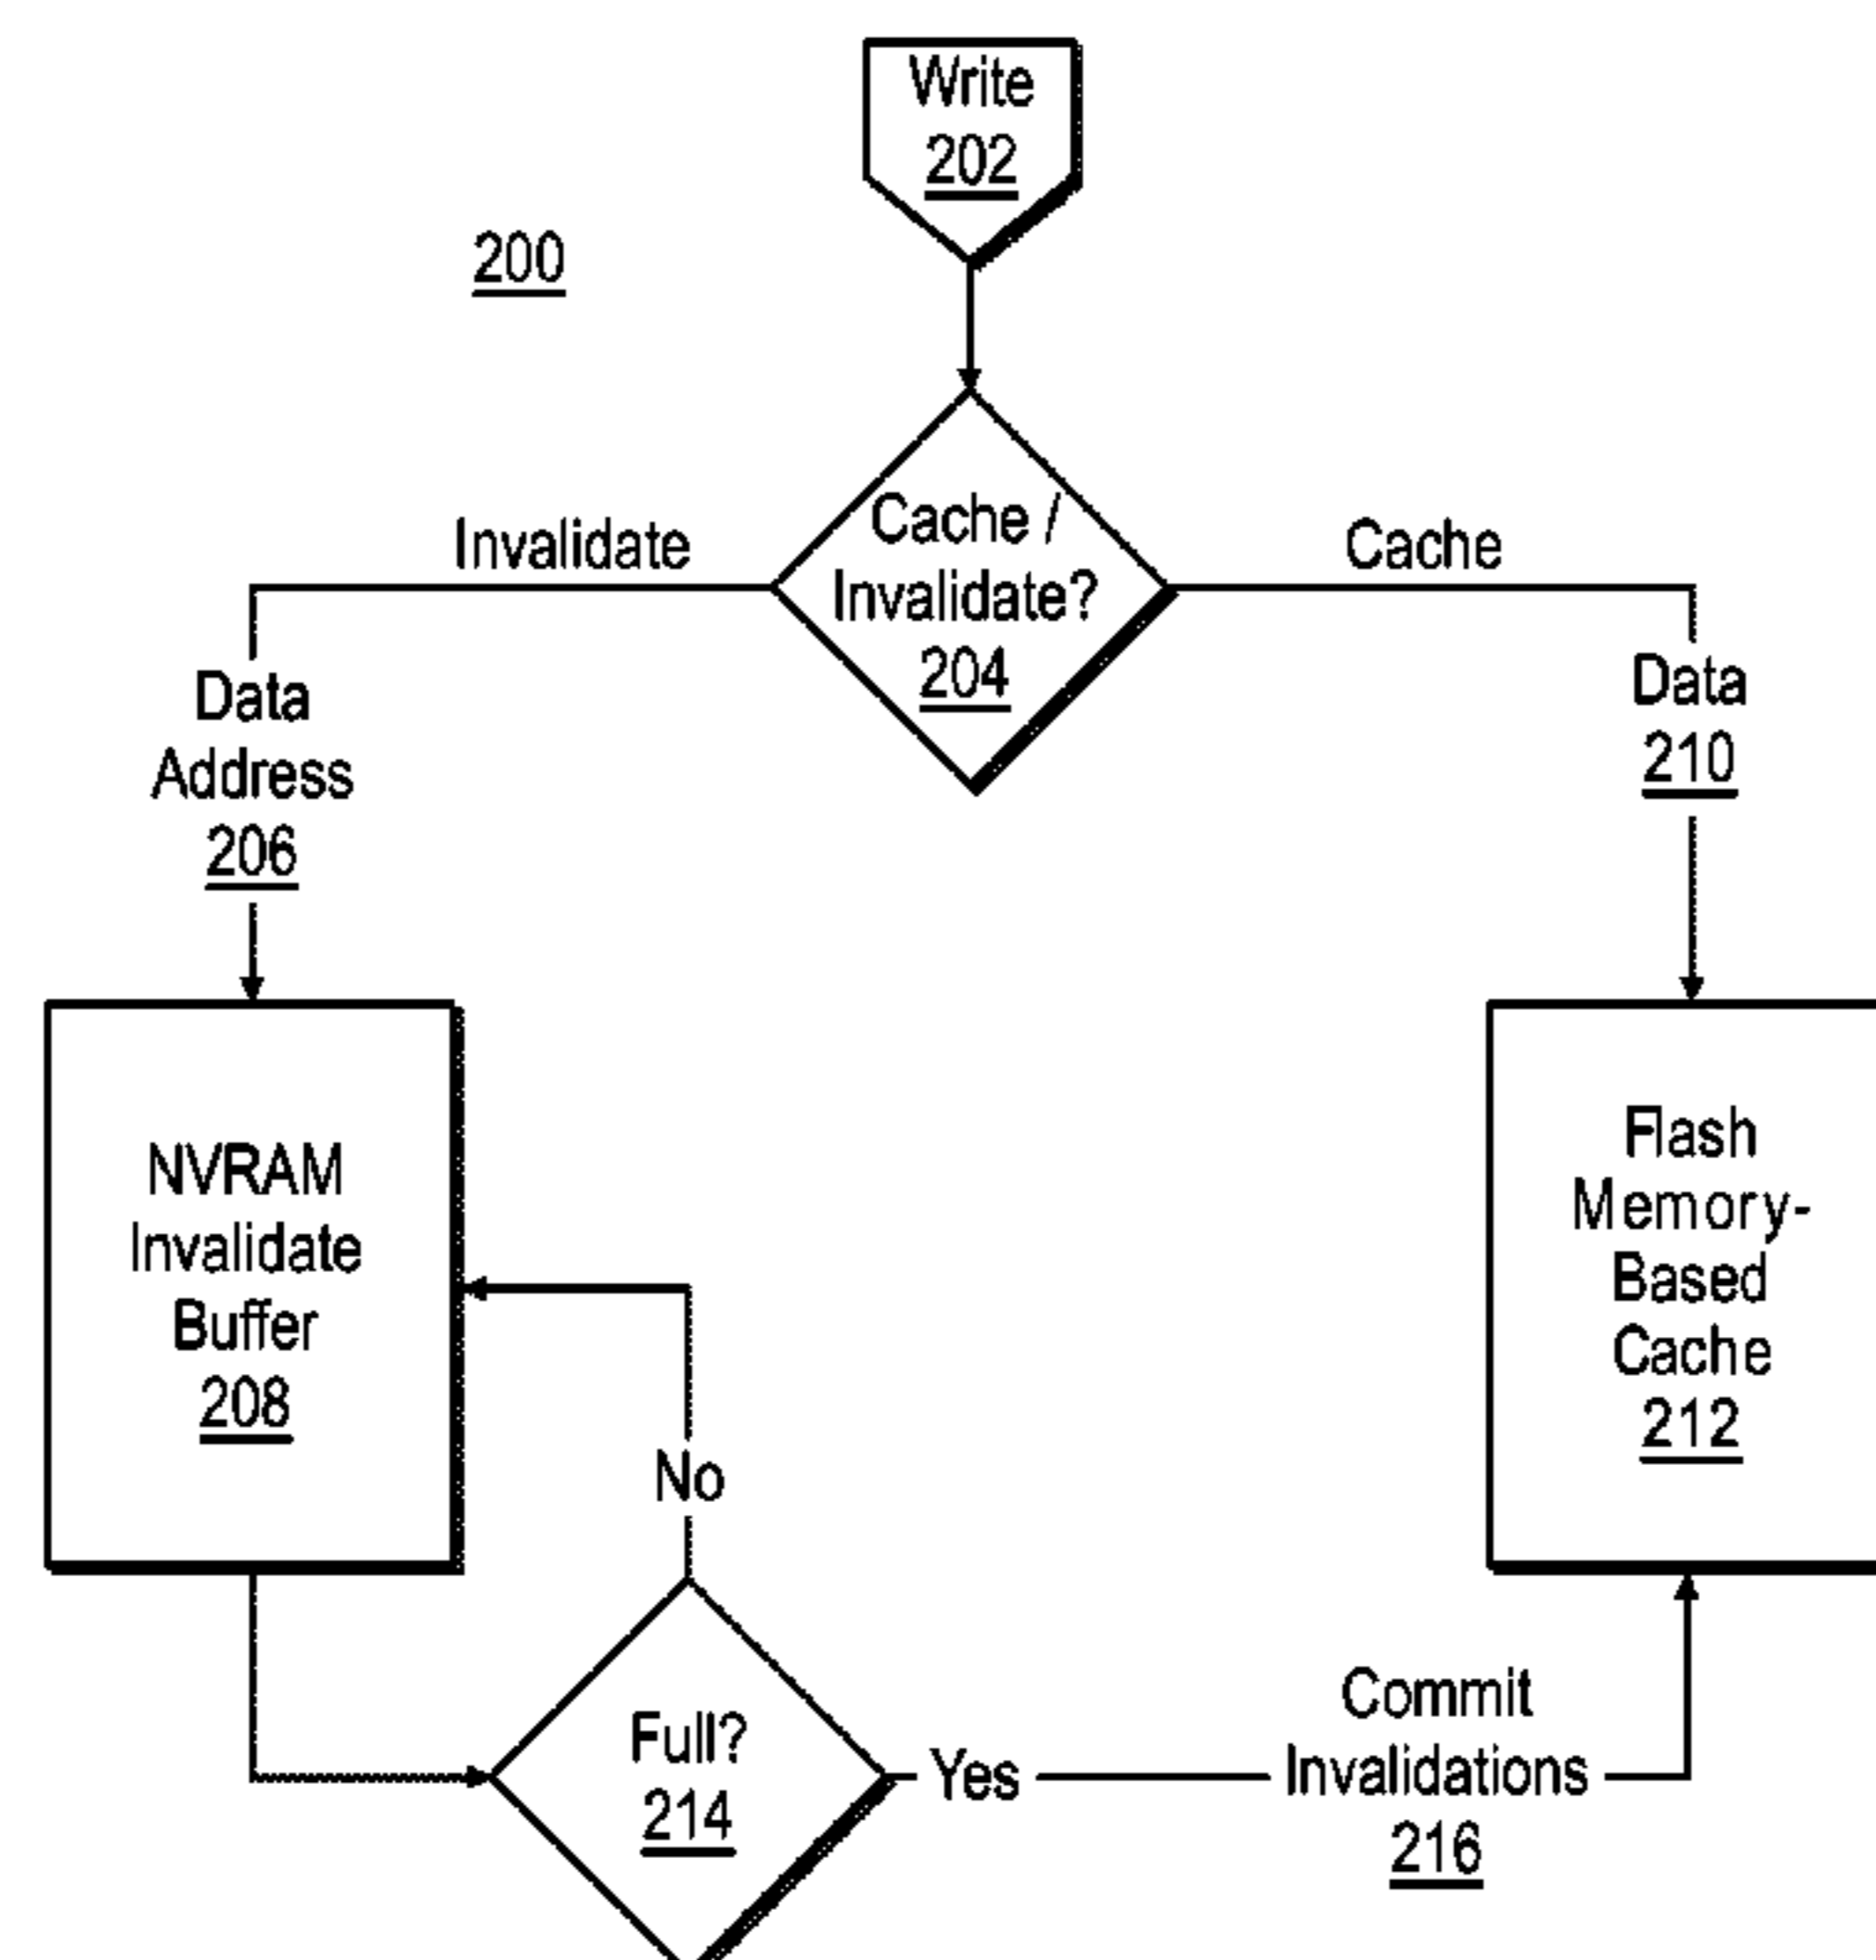 Write
202
200
Cache /
Invalidate?
204
Invalidate
Cache
Data
Address
206
Data
210
NVRAM
Invalidate
Buffer
208
Flash
Memory-
Based
Cache
212
No
Full?
214
Yes
Commit
Invalidations
216